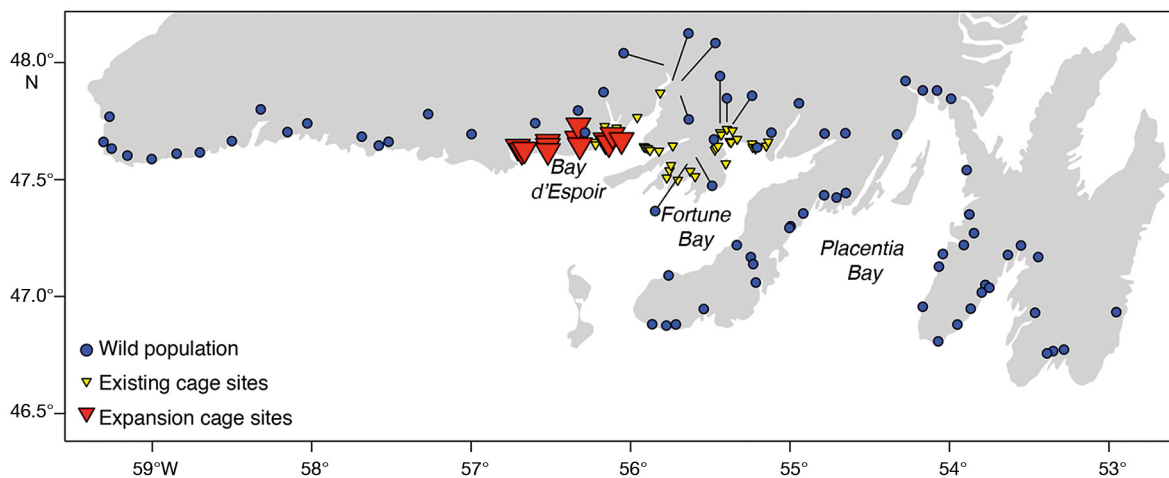 48.0°
N
47.5°
47.0°
46.5°
Bay
d'Espoir
Fortune
Bay
Placentia
Bay
Wild population
Existing cage sites
Expansion cage sites
59°W 58° 57° 56° 55° 54° 53°